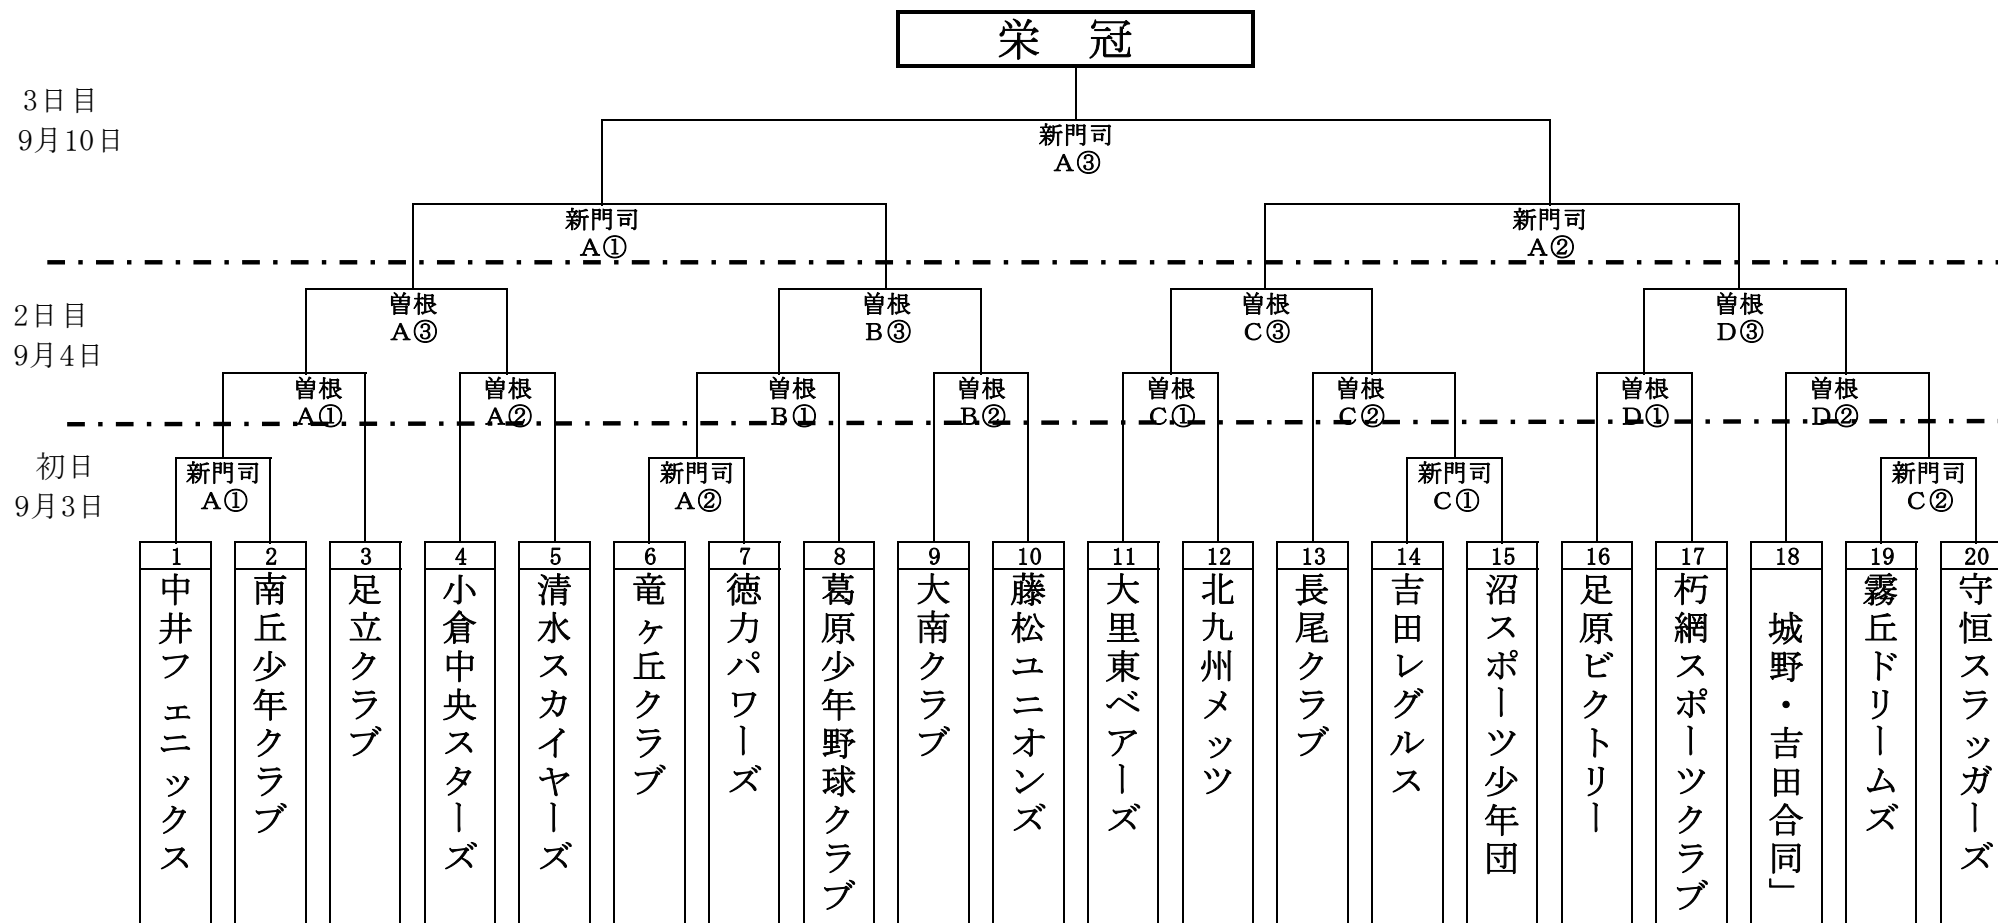 栄 冠
3日目
9月10日
新門司
A③
新門司
A①
新門司
A②
2日目
9月4日
曽根
A③
曽根
B③
曽根
C③
曽根
D③
曽根
A①
曽根
A②
曽根
B①
曽根
B②
曽根
C①
曽根
C②
曽根
D①
曽根
D②
初日
9月3日
新門司
A①
新門司
A②
新門司
C①
新門司
C②
1
中井フェニックス
2
南丘少年クラブ
3
足立クラブ
4
小倉中央スターズ
5
清水スカイヤーズ
6
竜ヶ丘クラブ
7
徳力パワーズ
8
葛原少年野球クラブ
9
大南クラブ
10
藤松ユニオンズ
11
大里東ベアーズ
12
北九州メッツ
13
長尾クラブ
14
吉田レグルス
15
沼スポーツ少年団
16
足原ビクトリー
17
朽網スポーツクラブ
18
城野・吉田合同」
19
霧丘ドリームズ
20
守恒スラッガーズ